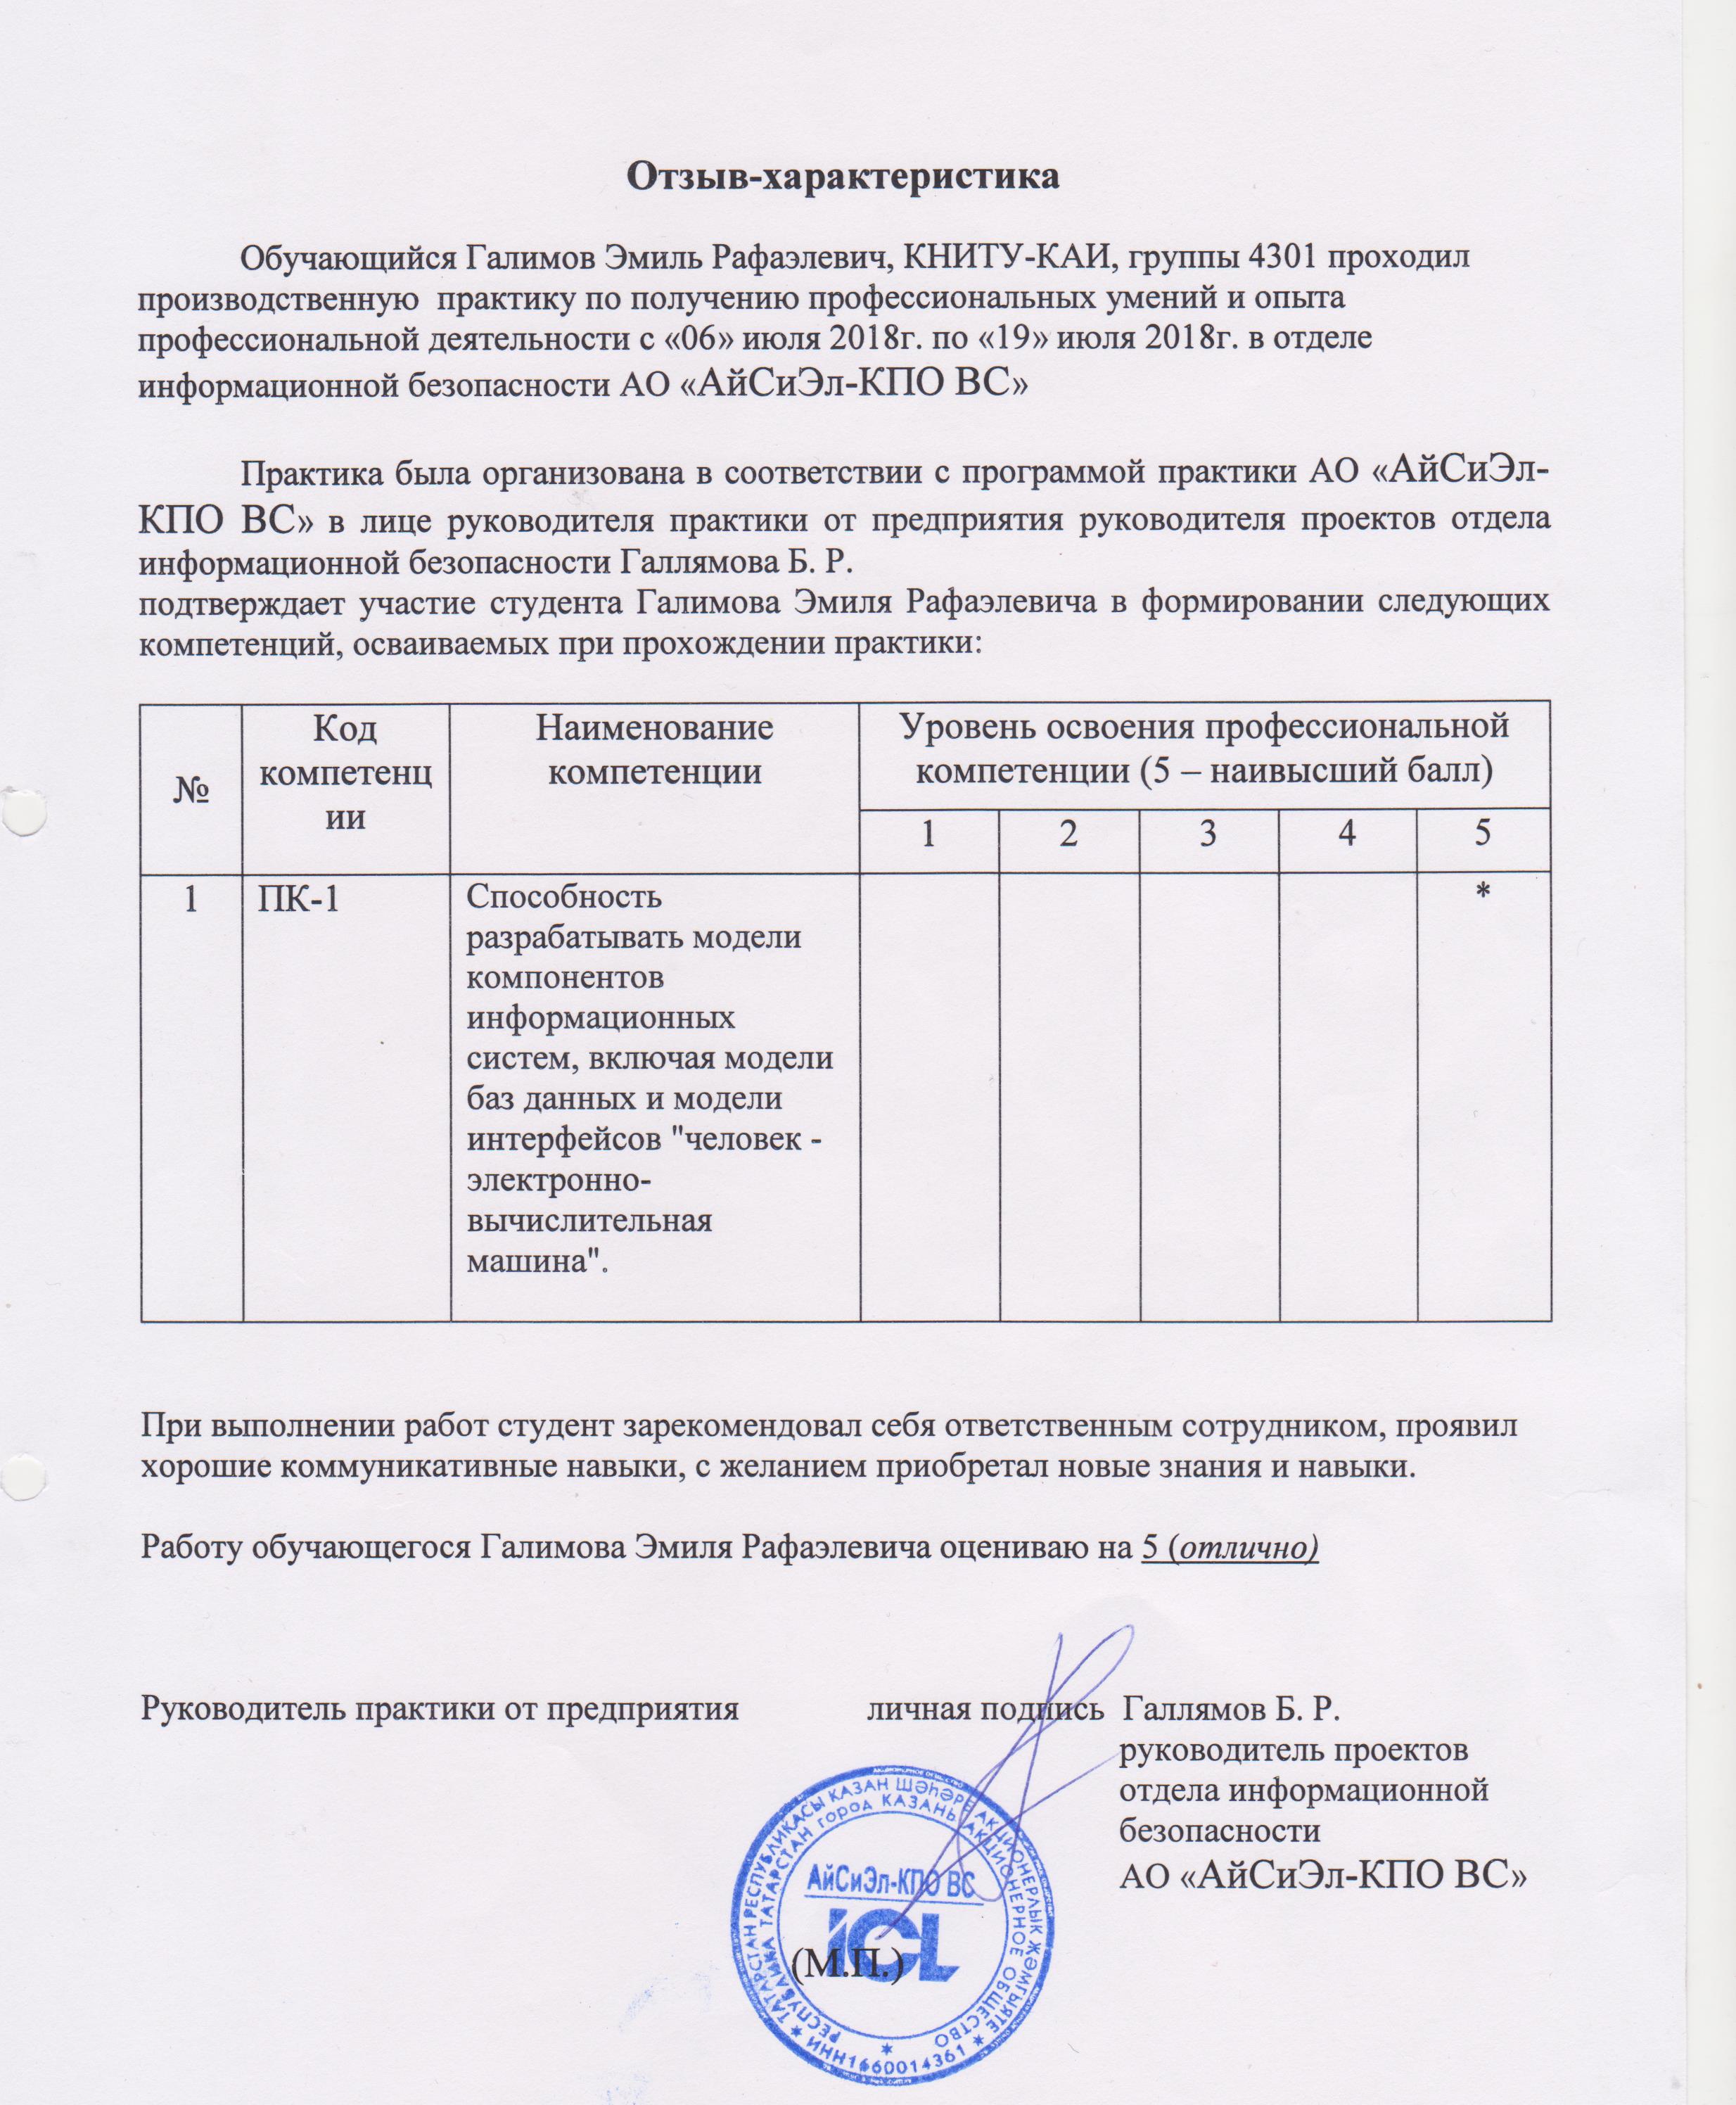 Отзыв-характеристика
Обучающийся Галимов Эмиль Рафаэлевич, КНИТУ-КАИ, группы 4301 проходил
производственную практику по получению профессиональных умений и опыта
профессиональной деятельности с «06» июля 2018г. по «19» июля 2018г. в отделе
информационной безопасности АО «АйСиЭл-КПО ВС»
Практика была организована в соответствии с программой практики АО «АйСиЭл-
КПО ВС» в лице руководителя практики от предприятия руководителя проектов отдела
информационной безопасности Галлямова Б. Р.
подтверждает участие студента Галимова Эмиля Рафаэлевича в формировании следующих
компетенций, осваиваемых при прохождении практики:
№
Код
компетенц
ии
Наименование
компетенции
Уровень освоения профессиональной
компетенции (5 – наивысший балл)
1 2 3 4 5
1
ПК-1
Способность
разрабатывать модели
компонентов
информационных
систем, включая модели
баз данных и модели
интерфейсов "человек -
электронно-
вычислительная
машина".
*
При выполнении работ студент зарекомендовал себя ответственным сотрудником, проявил
хорошие коммуникативные навыки, с желанием приобретал новые знания и навыки.
Работу обучающегося Галимова Эмиля Рафаэлевича оцениваю на 5 (отлично)
Руководитель практики от предприятия личная подпись Галлямов Б. Р.
руководитель проектов
отдела информационной
безопасности
АО «АйСиЭл-КПО ВС»
ТАТАРСТАН РЕСПУБЛИКАСЫ КАЗАН ШӘҺӘРЕ АКЦИОНЕРЛЫК ҖӘМГЫЯТЕ
РЕСПУБЛИКА ТАТАРСТАН город КАЗАНЬ АКЦИОНЕРНОЕ ОБЩЕСТВО
АйСиЭл-КПО ВС
ICL
(М.П.)
ИНН1660014361